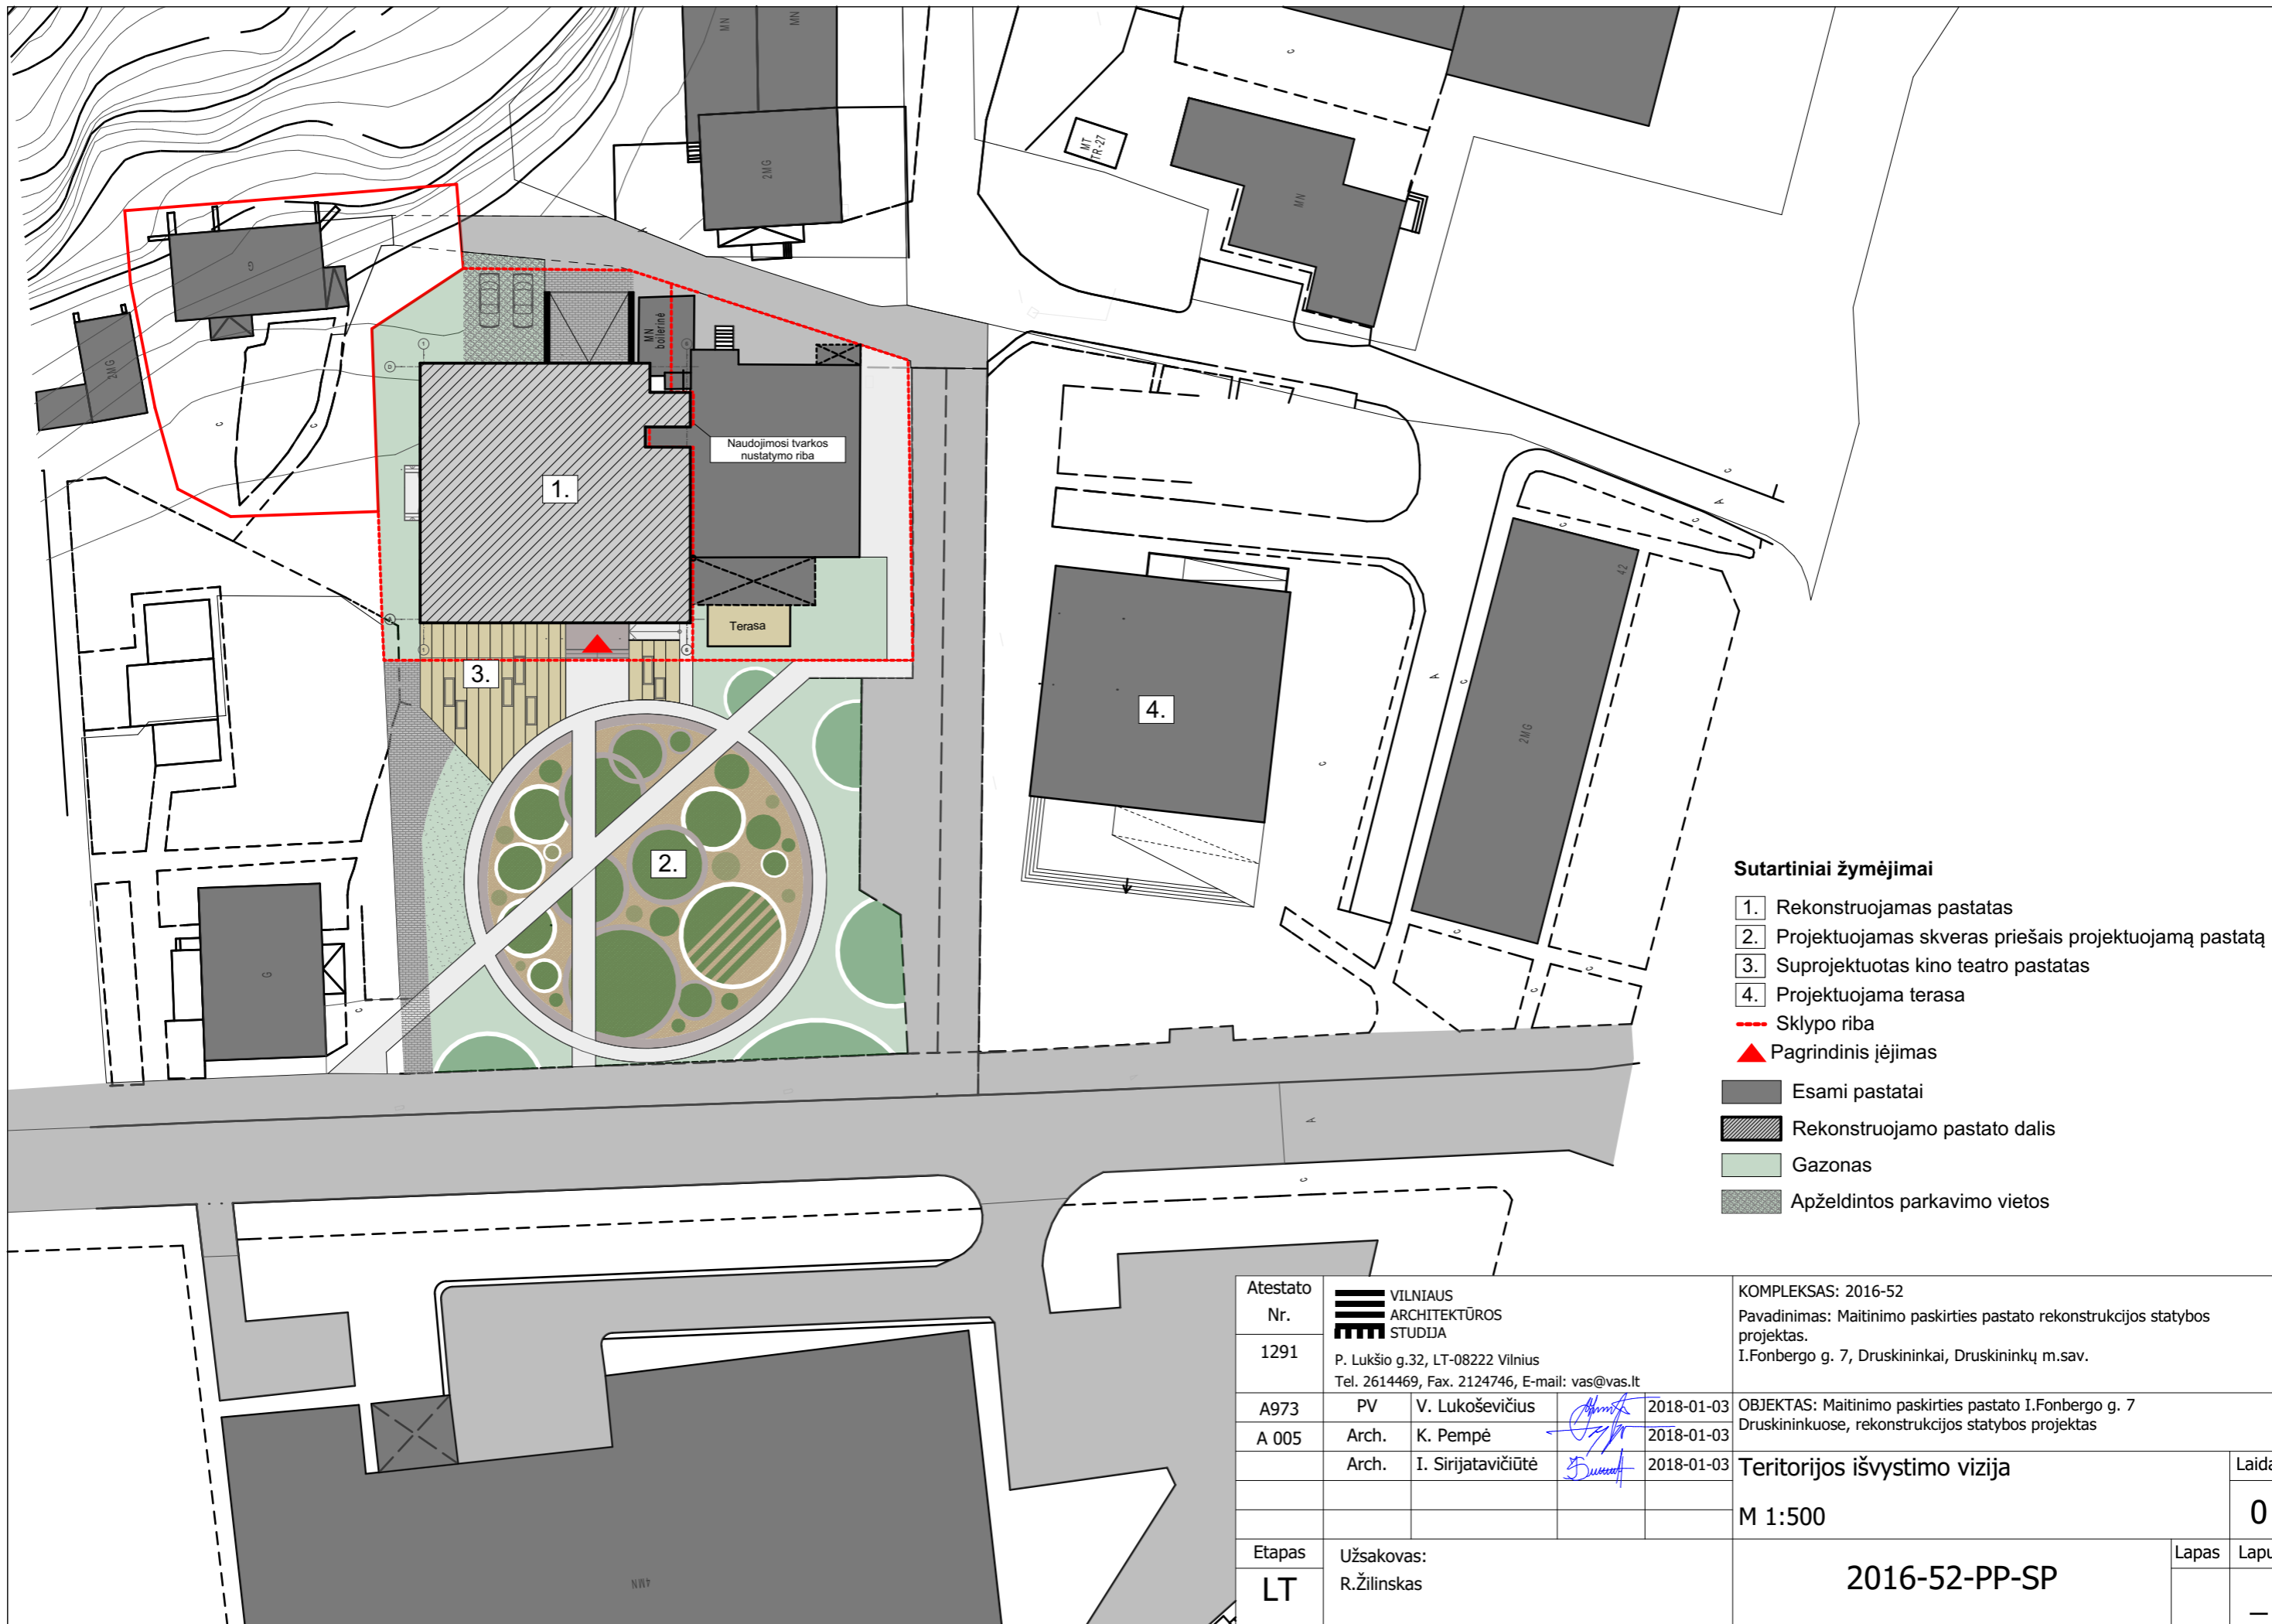 MN
MN
2MG
MT
TR-27
MN
G
2MG
MN
boilerinė
Naudojimosi tvarkos
nustatymo riba
1.
Terasa
3.
2.
4.
42
2MG
G
4MN
Sutartiniai žymėjimai
1. Rekonstruojamas pastatas
2. Projektuojamas skveras priešais projektuojamą pastatą
3. Suprojektuotas kino teatro pastatas
4. Projektuojama terasa
Sklypo riba
Pagrindinis įėjimas
Esami pastatai
Rekonstruojamo pastato dalis
Gazonas
Apželdintos parkavimo vietos
Atestato
Nr.
1291
VILNIAUS
ARCHITEKTŪROS
STUDIJA
P. Lukšio g.32, LT-08222 Vilnius
Tel. 2614469, Fax. 2124746, E-mail: vas@vas.lt
KOMPLEKSAS: 2016-52
Pavadinimas: Maitinimo paskirties pastato rekonstrukcijos statybos
projektas.
I.Fonbergo g. 7, Druskininkai, Druskininkų m.sav.
A973 PV V. Lukoševičius 2018-01-03
A 005 Arch. K. Pempė 2018-01-03
Arch. I. Sirijatavičiūtė 2018-01-03
OBJEKTAS: Maitinimo paskirties pastato I.Fonbergo g. 7
Druskininkuose, rekonstrukcijos statybos projektas
Teritorijos išvystimo vizija
M 1:500
Laida
0
Etapas
LT
Užsakovas:
R.Žilinskas
2016-52-PP-SP
Lapas Lapu